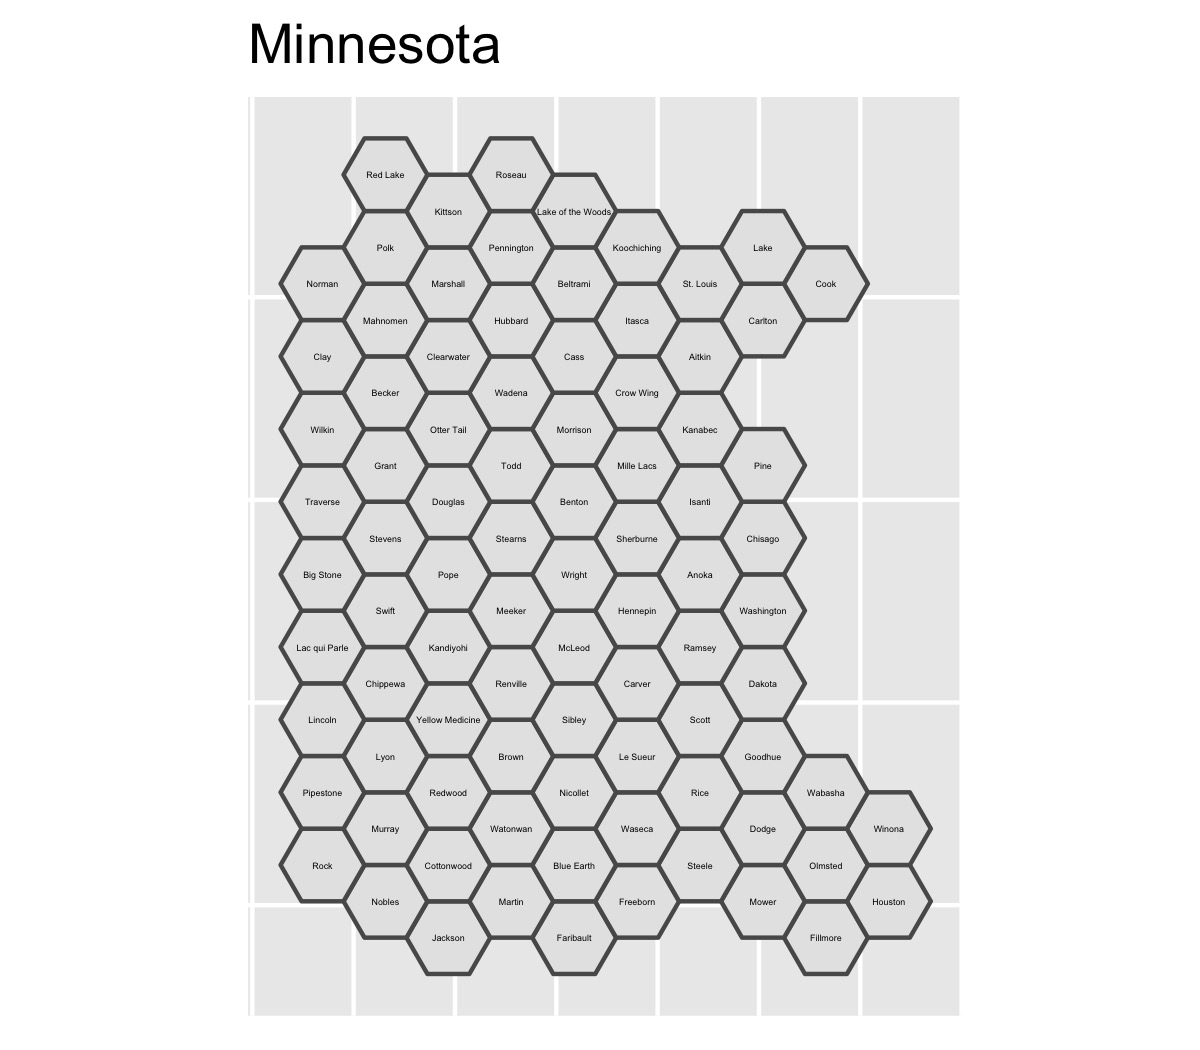 Minnesota
Red Lake
Roseau
Kittson
Lake of the Woods
Polk
Pennington
Koochiching
Lake
Norman
Marshall
Beltrami
St. Louis
Cook
Mahnomen
Hubbard
Itasca
Carlton
Clay
Clearwater
Cass
Aitkin
Becker
Wadena
Crow Wing
Wilkin
Otter Tail
Morrison
Kanabec
Grant
Todd
Mille Lacs
Pine
Traverse
Douglas
Benton
Isanti
Stevens
Stearns
Sherburne
Chisago
Big Stone
Pope
Wright
Anoka
Swift
Meeker
Hennepin
Washington
Lac qui Parle
Kandiyohi
McLeod
Ramsey
Chippewa
Renville
Carver
Dakota
Lincoln
Yellow Medicine
Sibley
Scott
Lyon
Brown
Le Sueur
Goodhue
Pipestone
Redwood
Nicollet
Rice
Wabasha
Murray
Watonwan
Waseca
Dodge
Winona
Rock
Cottonwood
Blue Earth
Steele
Olmsted
Nobles
Martin
Freeborn
Mower
Houston
Jackson
Faribault
Fillmore